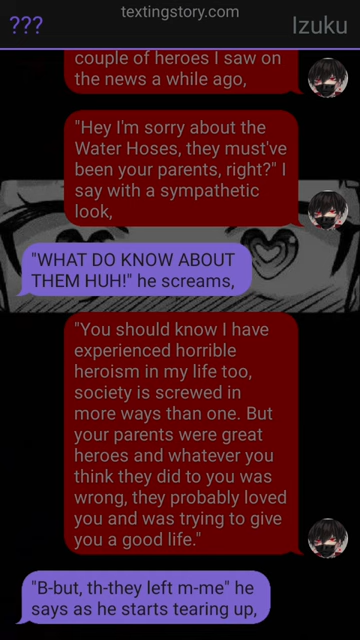 textingstory.com
???
Izuku
couple of heroes I saw on
the news a while ago,
"Hey I'm sorry about the
Water Hoses, they must've
been your parents, right?" I
say with a sympathetic
look,
"WHAT DO KNOW ABOUT
THEM HUH!" he screams,
"You should know I have
experienced horrible
heroism in my life too,
society is screwed in
more ways than one. But
your parents were great
heroes and whatever you
think they did to you was
wrong, they probably loved
you and was trying to give
you a good life."
"B-but, th-they left m-me" he
says as he starts tearing up,